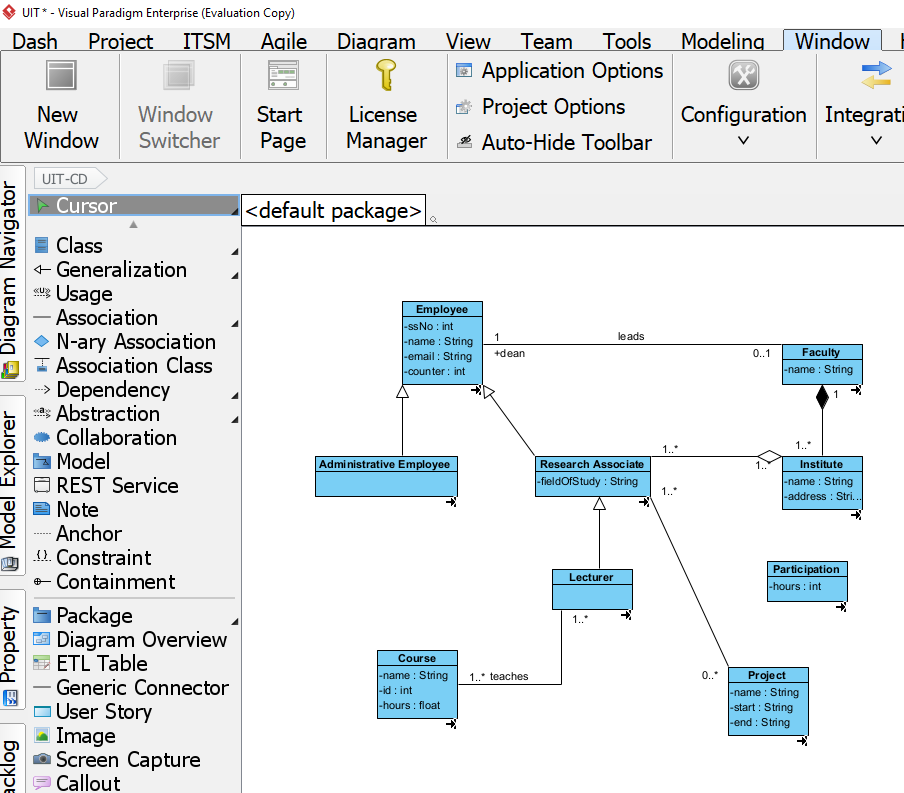 UIT * - Visual Paradigm Enterprise (Evaluation Copy)
Dash Project ITSM Agile Diagram View Team Tools Modeling Window
New Window
Window Switcher
Start Page
License Manager
Application Options
Project Options
Auto-Hide Toolbar
Configuration
Integrati
UIT-CD
Diagram Navigator
Model Explorer
Property
acklog
Cursor
Class
Generalization
Usage
Association
N-ary Association
Association Class
Dependency
Abstraction
Collaboration
Model
REST Service
Note
Anchor
Constraint
Containment
Package
Diagram Overview
ETL Table
Generic Connector
User Story
Image
Screen Capture
Callout
<default package>
Employee
-ssNo : int
-name : String
-email : String
-counter : int
1
+dean
leads
0..1
Faculty
-name : String
1
Administrative Employee
Research Associate
-fieldOfStudy : String
1..*
1..*
1..*
1..*
Institute
-name : String
-address : Stri...
Participation
-hours : int
Lecturer
1..*
Course
-name : String
-id : int
-hours : float
1..* teaches
0..*
Project
-name : String
-start : String
-end : String